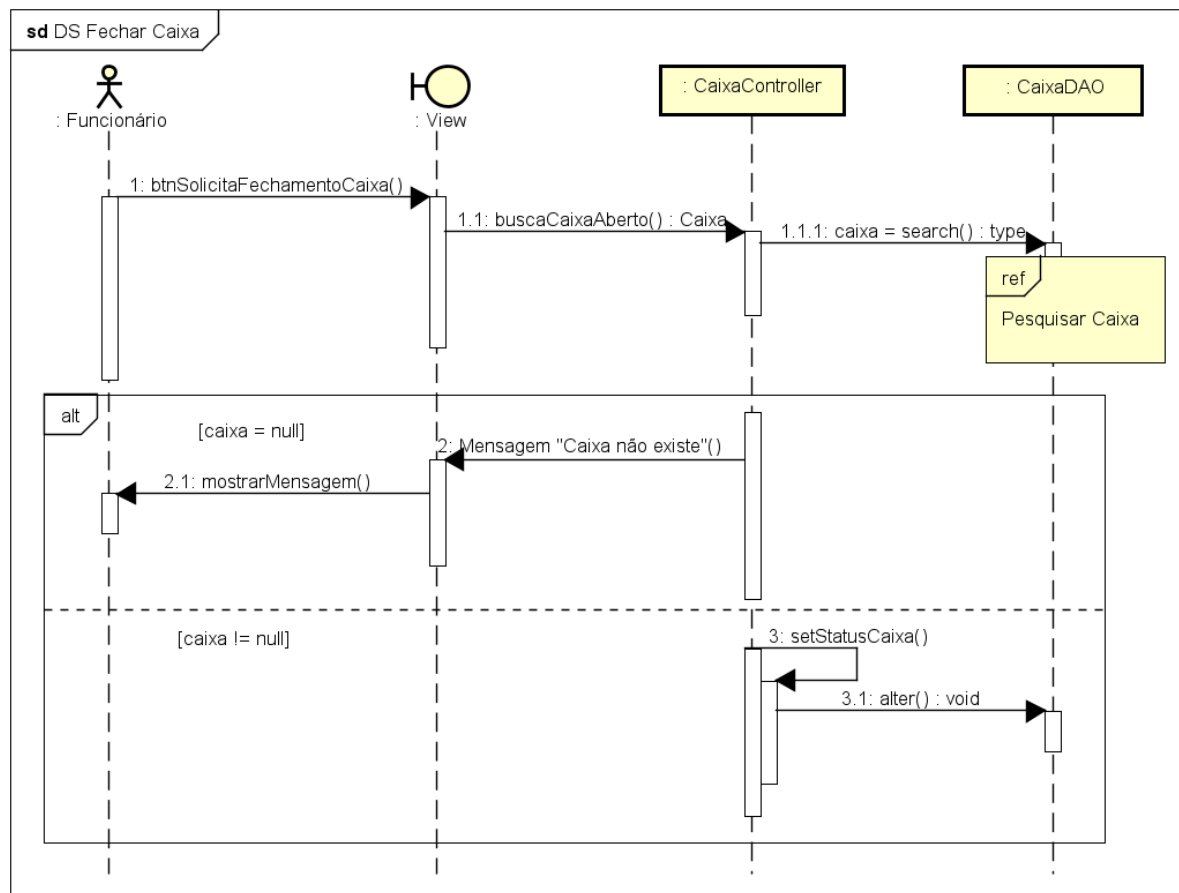 sd DS Fechar Caixa
: Funcionário
: View
: CaixaController
: CaixaDAO
1: btnSolicitaFechamentoCaixa()
1.1: buscaCaixaAberto() : Caixa
1.1.1: caixa = search() : type
ref
Pesquisar Caixa
alt
[caixa = null]
2: Mensagem "Caixa não existe"()
2.1: mostrarMensagem()
[caixa != null]
3: setStatusCaixa()
3.1: alter() : void